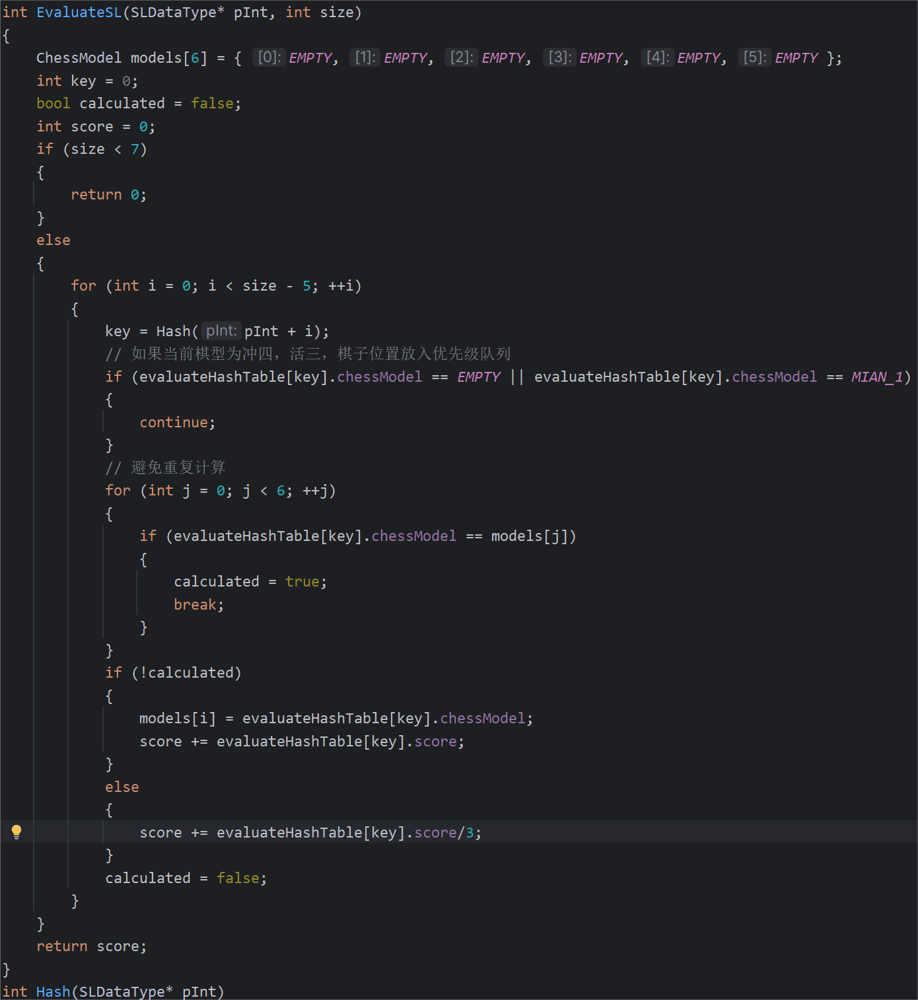 int EvaluateSL(SLDataType* pInt, int size)
{
    ChessModel models[6] = { [0]: EMPTY, [1]: EMPTY, [2]: EMPTY, [3]: EMPTY, [4]: EMPTY, [5]: EMPTY };
    int key = 0;
    bool calculated = false;
    int score = 0;
    if (size < 7)
    {
        return 0;
    }
    else
    {
        for (int i = 0; i < size - 5; ++i)
        {
            key = Hash( pInt: pInt + i);
            // 如果当前棋型为冲四，活三，棋子位置放入优先级队列
            if (evaluateHashTable[key].chessModel == EMPTY || evaluateHashTable[key].chessModel == MIAN_1)
            {
                continue;
            }
            // 避免重复计算
            for (int j = 0; j < 6; ++j)
            {
                if (evaluateHashTable[key].chessModel == models[j])
                {
                    calculated = true;
                    break;
                }
            }
            if (!calculated)
            {
                models[i] = evaluateHashTable[key].chessModel;
                score += evaluateHashTable[key].score;
            }
            else
            {
                score += evaluateHashTable[key].score/3;
            }
            calculated = false;
        }
    }
    return score;
}
int Hash(SLDataType* pInt)